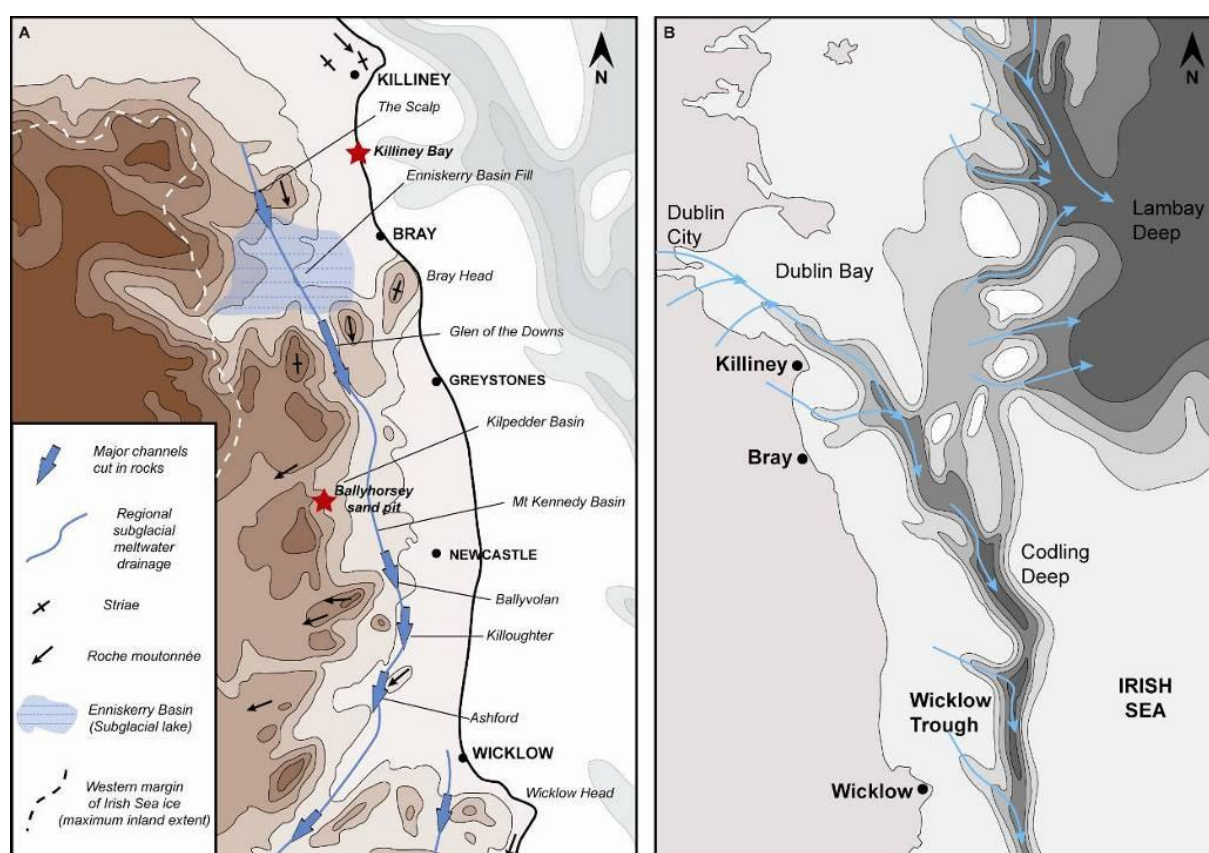 A
N
KILLINEY
The Scalp
Killiney Bay
Enniskerry Basin Fill
BRAY
Bray Head
Glen of the Downs
GREYSTONES
Kilpedder Basin
Ballyhorsey
sand pit
Mt Kennedy Basin
NEWCASTLE
Ballyvolan
Killoughter
Ashford
WICKLOW
Wicklow Head
Major channels
cut in rocks
Regional
subglacial
meltwater
drainage
Striae
Roche moutonnée
Enniskerry Basin
(Subglacial lake)
Western margin
of Irish Sea ice
(maximum inland extent)
B
N
Dublin
City
Dublin Bay
Lambay
Deep
Killiney
Bray
Codling
Deep
Wicklow
Trough
IRISH
SEA
Wicklow